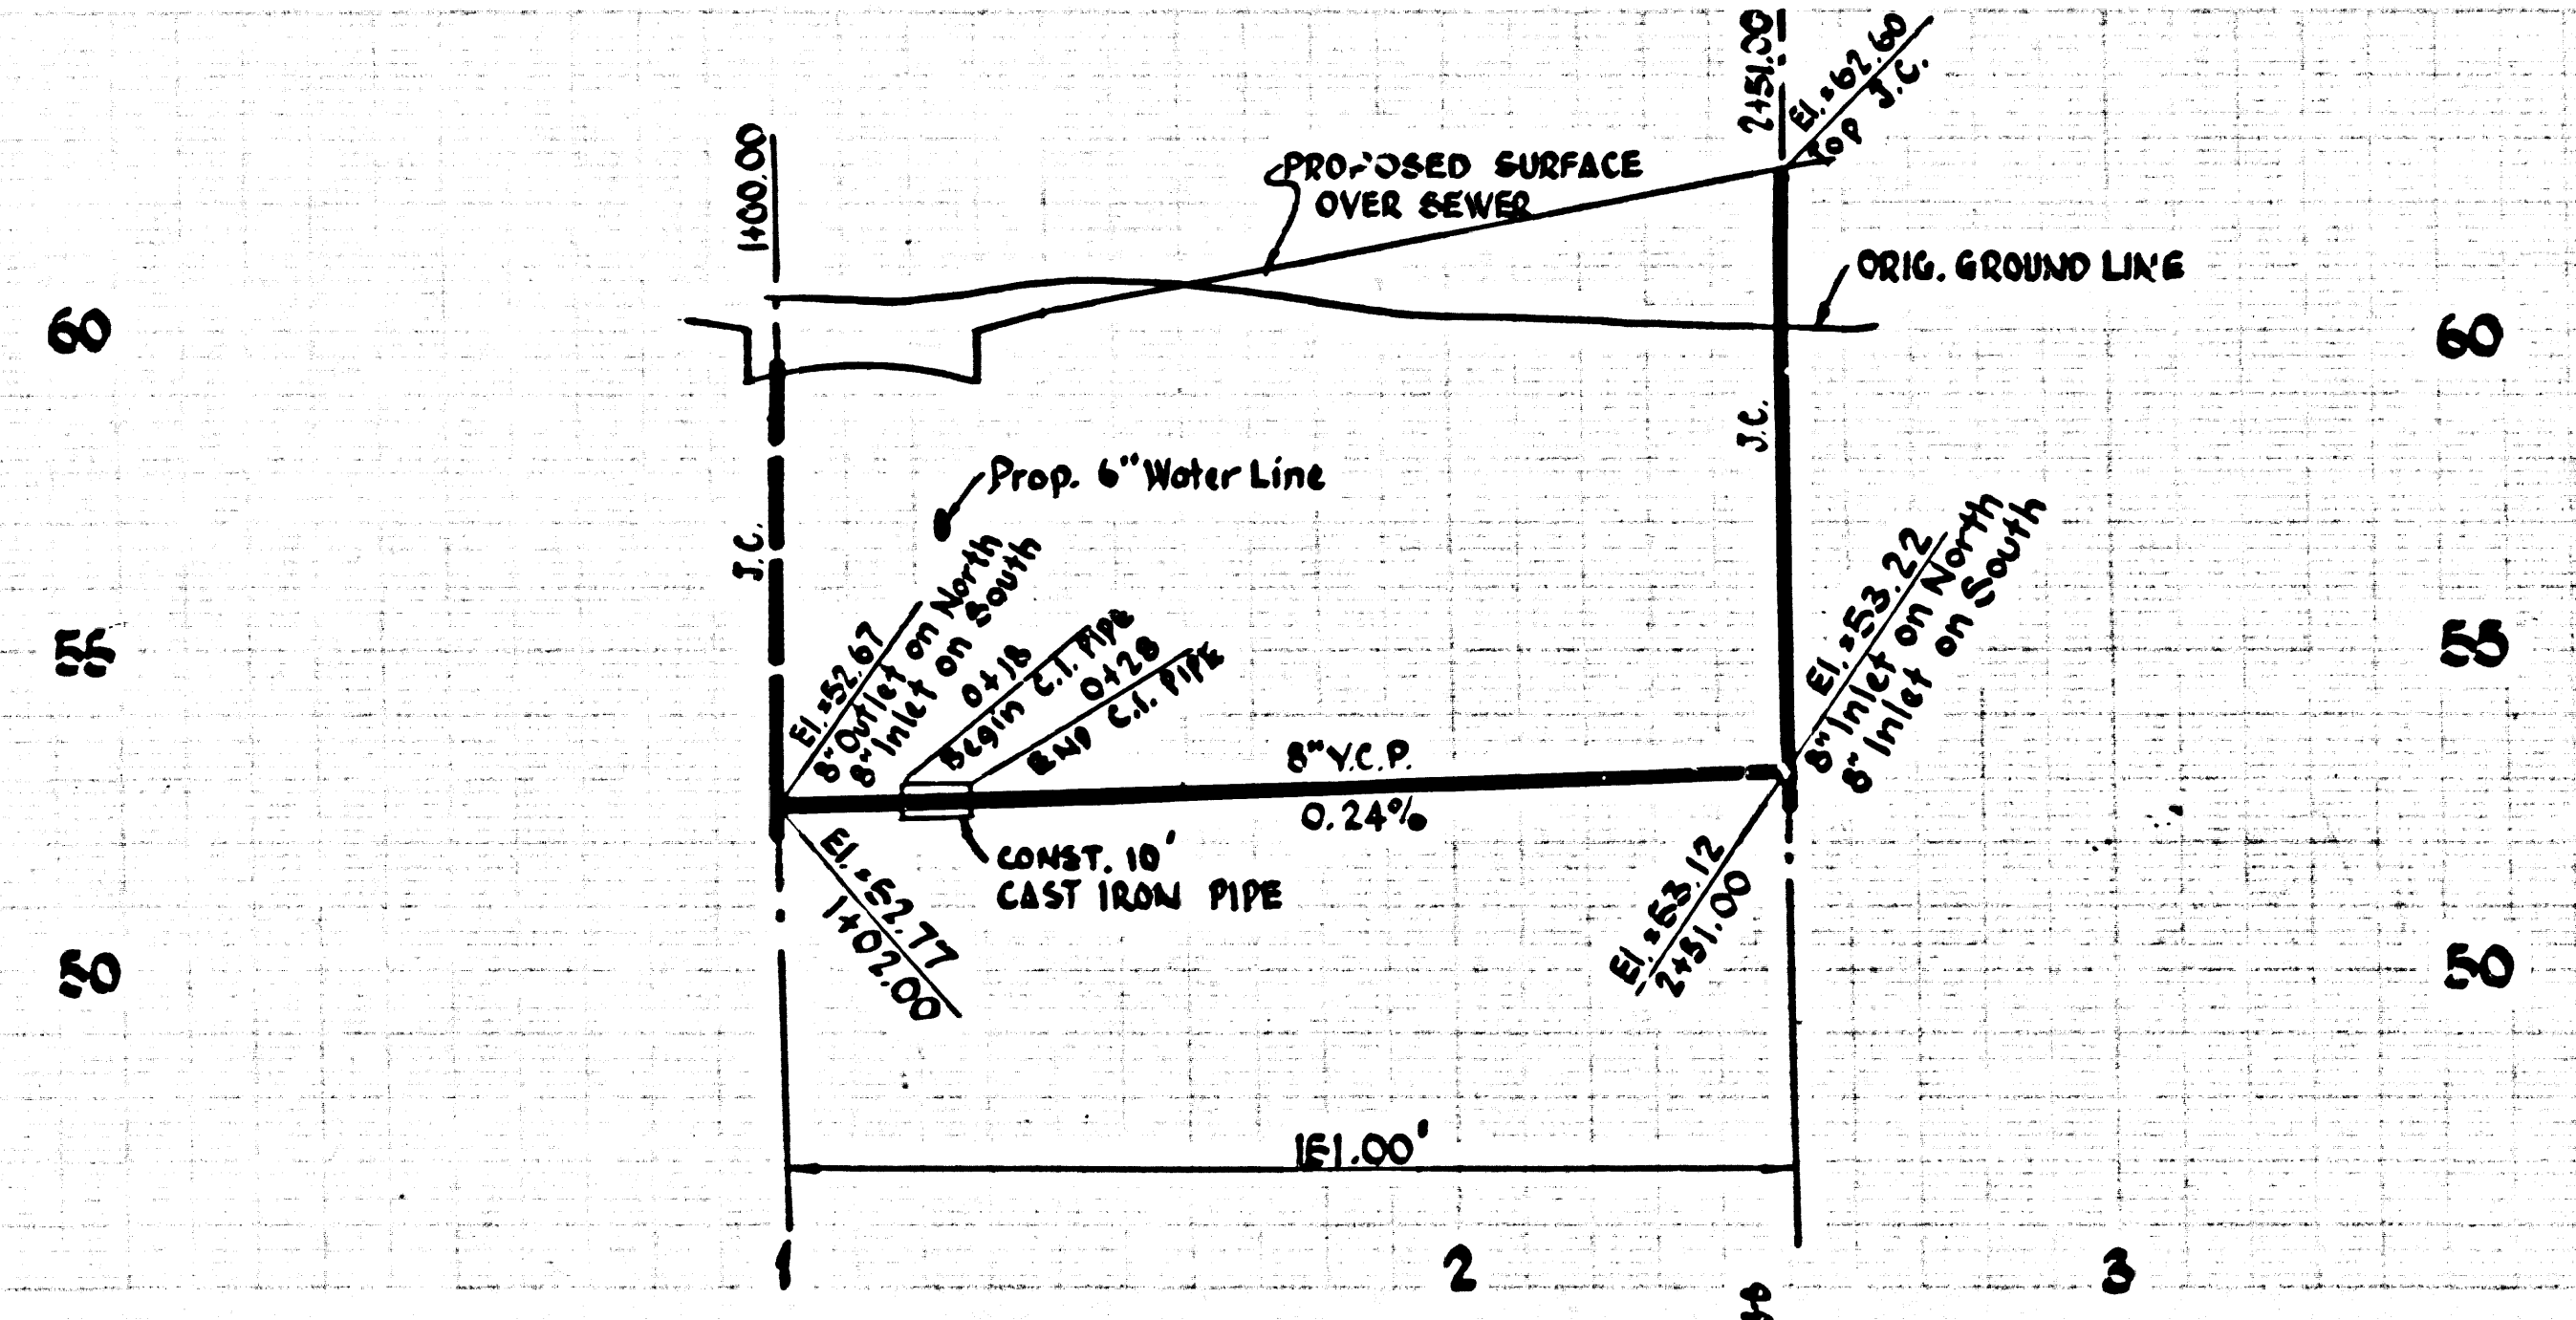 1+00.00
2+51.00
El.=62.60
TOP J.C.
PROPOSED SURFACE
OVER SEWER
ORIG. GROUND LINE
60
60
J.C.
J.C.
Prop. 6" Water Line
55
55
El.=52.67
8" Outlet on North
8" Inlet on South
0+18
Begin C.I. Pipe
0+28
END C.I. PIPE
El.=53.22
8" Inlet on North
8" Inlet on South
8" V.C.P.
0.24%
CONST. 10'
CAST IRON PIPE
El.=52.77
1+02.00
El.=53.12
2+51.00
50
50
151.00'
1
2
3